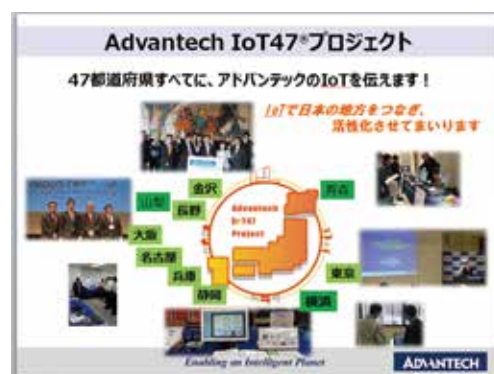 Advantech IoT47®プロジェクト
47都道府県すべてに、アドバンテックのIoTを伝えます！
IoTで日本の地方をつなぎ、
活性化させてまいります
金沢
山梨
長野
大阪
名古屋
兵庫
静岡
Advantech
Project
青森
東京
横浜
Enabling an Intelligent Planet
ADVANTECH